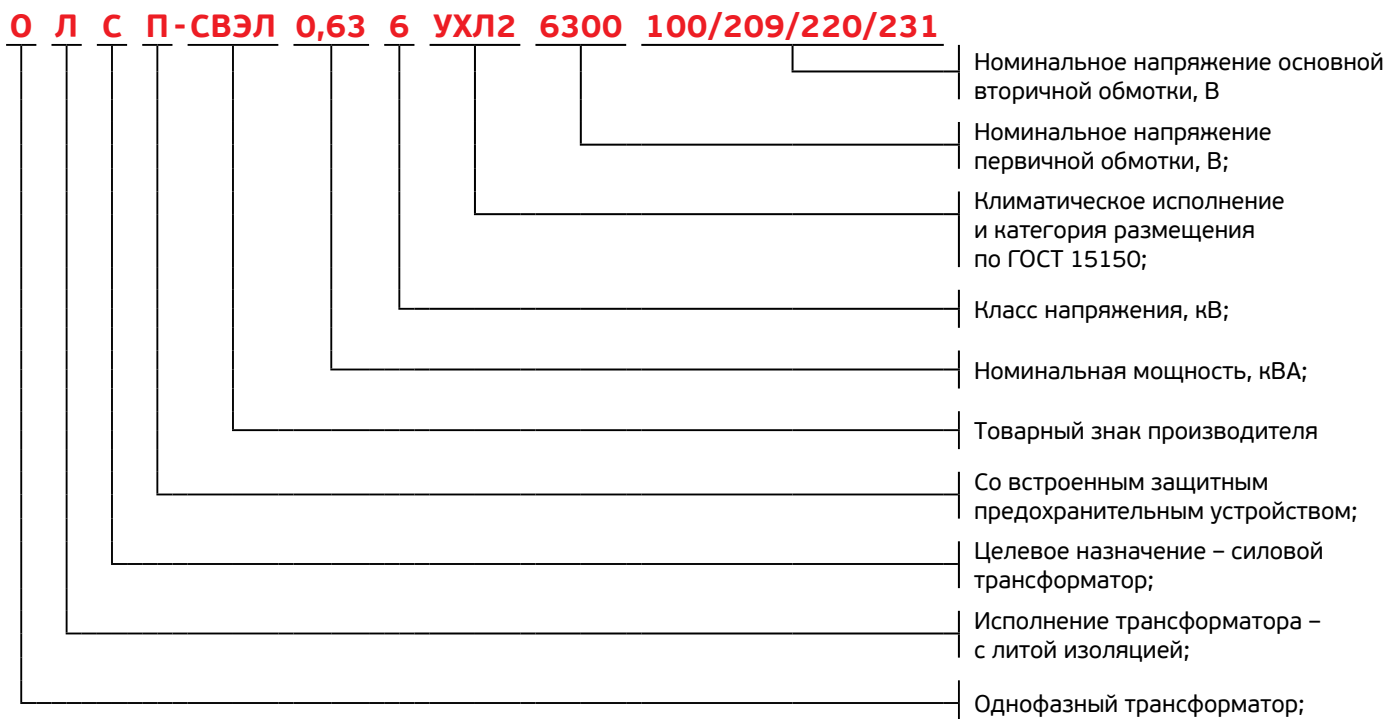 О Л С П-СВЭЛ 0,63 6 УХЛ2 6300 100/209/220/231
Номинальное напряжение основной
вторичной обмотки, В
Номинальное напряжение
первичной обмотки, В;
Климатическое исполнение
и категория размещения
по ГОСТ 15150;
Класс напряжения, кВ;
Номинальная мощность, кВА;
Товарный знак производителя
Со встроенным защитным
предохранительным устройством;
Целевое назначение – силовой
трансформатор;
Исполнение трансформатора –
с литой изоляцией;
Однофазный трансформатор;